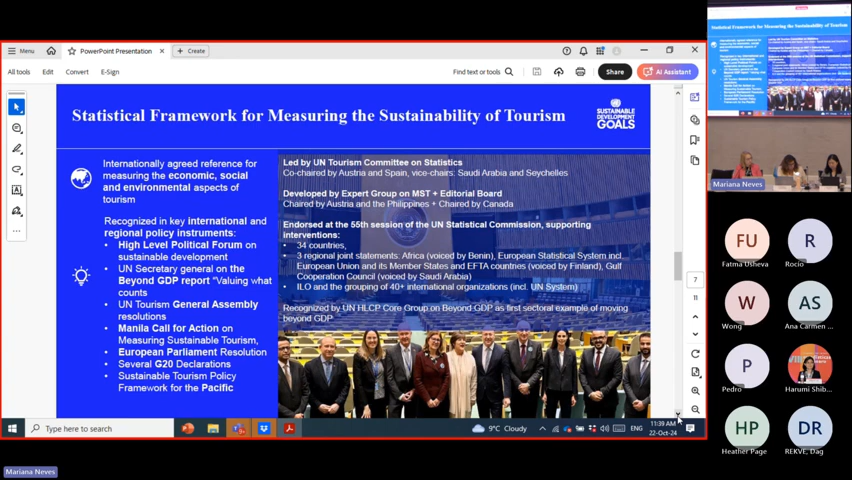 Menu
PowerPoint Presentation
Create
All tools
Edit
Convert
E-Sign
Find text or tools
Share
AI Assistant
Statistical Framework for Measuring the Sustainability of Tourism
SUSTAINABLE
DEVELOPMENT
GOALS
Internationally agreed reference for
measuring the economic, social
and environmental aspects of
tourism
Recognized in key international and
regional policy instruments:
• High Level Political Forum on
sustainable development
• UN Secretary general on the
Beyond GDP report "Valuing what
counts
• UN Tourism General Assembly
resolutions
• Manila Call for Action on
Measuring Sustainable Tourism,
• European Parliament Resolution
• Several G20 Declarations
• Sustainable Tourism Policy
Framework for the Pacific
Led by UN Tourism Committee on Statistics
Co-chaired by Austria and Spain, vice-chairs: Saudi Arabia and Seychelles
Developed by Expert Group on MST + Editorial Board
Chaired by Austria and the Philippines + Chaired by Canada
Endorsed at the 55th session of the UN Statistical Commission, supporting
interventions:
• 34 countries,
• 3 regional joint statements: Africa (voiced by Benin), European Statistical System incl
European Union and its Member States and EFTA countries (voiced by Finland), Gulf
Cooperation Council (voiced by Saudi Arabia)
• ILO and the grouping of 40+ international organizations (incl. UN System)
Recognized by UN HLCP Core Group on Beyond GDP as first sectoral example of moving
beyond GDP
7
11
Type here to search
9°C Cloudy
ENG
11:39 AM
22-Oct-24
Mariana Neves
Statistical Framework for Measuring the Sustainability of Tourism
Mariana Neves
FU
Fatma Usheva
R
Rocio
W
Wong
AS
Ana Carmen ...
P
Pedro
Harumi Shib...
HP
Heather Page
DR
REKVE, Dag